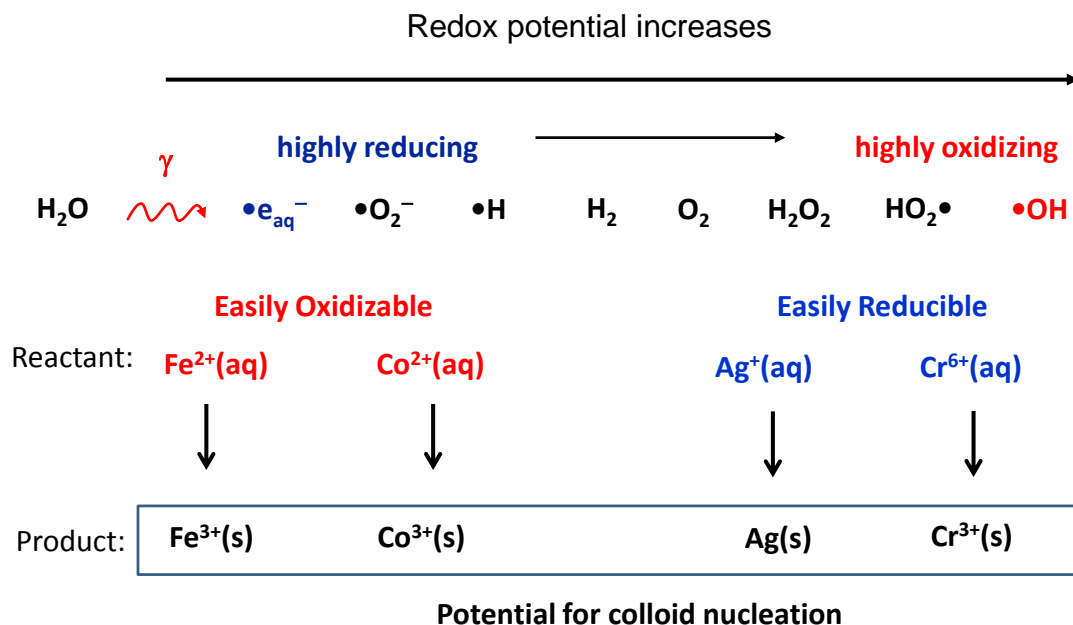 Redox potential increases
highly reducing highly oxidizing
γ
H₂O •eₐq⁻ •O₂⁻ •H H₂ O₂ H₂O₂ HO₂• •OH
Easily Oxidizable Easily Reducible
Reactant: Fe²⁺(aq) Co²⁺(aq) Ag⁺(aq) Cr⁶⁺(aq)
Product: Fe³⁺(s) Co³⁺(s) Ag(s) Cr³⁺(s)
Potential for colloid nucleation